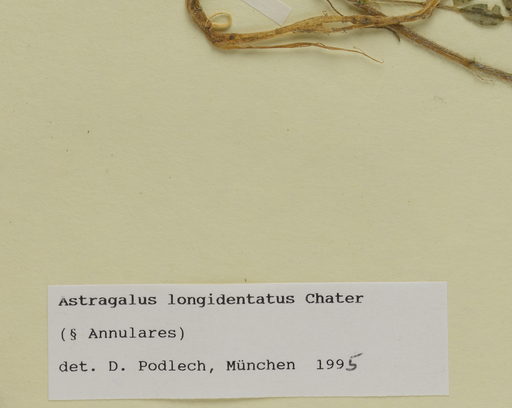 Astragalus longidentatus Chater
(§ Annulares)
det. D. Podlech, München 1995